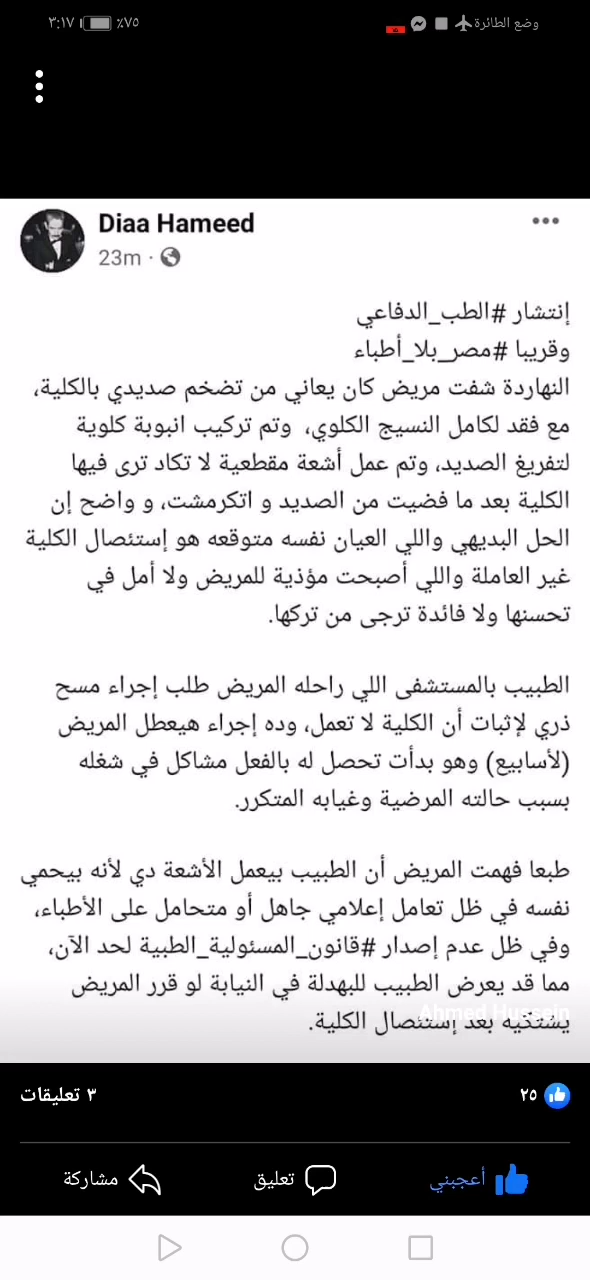 ٣:١٧ ٪٧٥ وضع الطائرة
Diaa Hameed
23m ·
إنتشار #الطب_الدفاعي
وقريبا #مصر_بلا_أطباء
النهاردة شفت مريض كان يعاني من تضخم صديدي بالكلية،
مع فقد لكامل النسيج الكلوي، وتم تركيب انبوبة كلوية
لتفريغ الصديد، وتم عمل أشعة مقطعية لا تكاد ترى فيها
الكلية بعد ما فضيت من الصديد و اتكرمشت، و واضح إن
الحل البديهي واللي العيان نفسه متوقعه هو إستئصال الكلية
غير العاملة واللي أصبحت مؤذية للمريض ولا أمل في
تحسنها ولا فائدة ترجى من تركها.
الطبيب بالمستشفى اللي راحله المريض طلب إجراء مسح
ذري لإثبات أن الكلية لا تعمل، وده إجراء هيعطل المريض
(لأسابيع) وهو بدأت تحصل له بالفعل مشاكل في شغله
بسبب حالته المرضية وغيابه المتكرر.
طبعا فهمت المريض أن الطبيب بيعمل الأشعة دي لأنه بيحمي
نفسه في ظل تعامل إعلامي جاهل أو متحامل على الأطباء،
وفي ظل عدم إصدار #قانون_المسئولية_الطبية لحد الآن،
مما قد يعرض الطبيب للبهدلة في النيابة لو قرر المريض
Ahmed Hussein
يشتكيه بعد إستئصال الكلية.
٢٥ ٣ تعليقات
أعجبني تعليق مشاركة